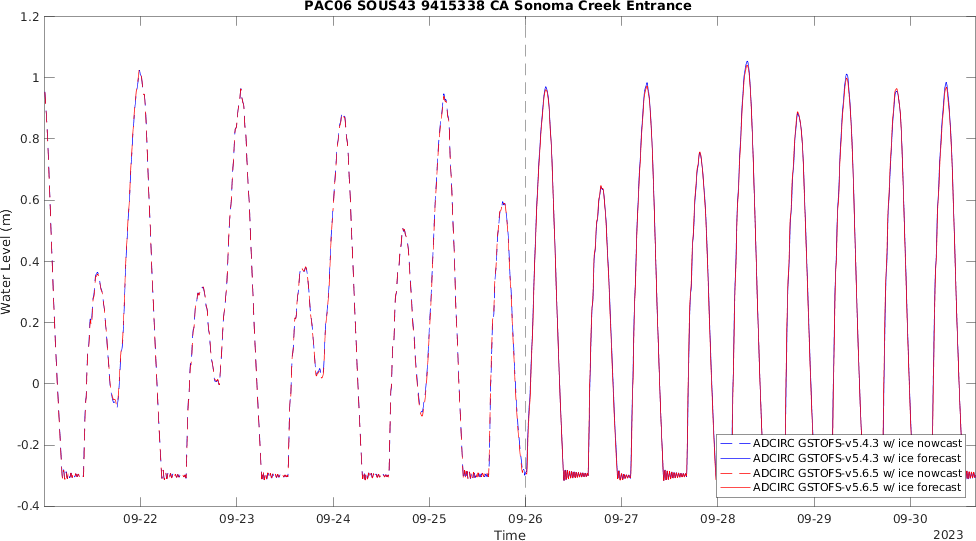 PAC06 SOUS43 9415338 CA Sonoma Creek Entrance
1.2
1
0.8
0.6
0.4
0.2
0
-0.2
-0.4
Water Level (m)
09-22 09-23 09-24 09-25 09-26 09-27 09-28 09-29 09-30
Time
2023
ADCIRC GSTOFS-v5.4.3 w/ ice nowcast
ADCIRC GSTOFS-v5.4.3 w/ ice forecast
ADCIRC GSTOFS-v5.6.5 w/ ice nowcast
ADCIRC GSTOFS-v5.6.5 w/ ice forecast